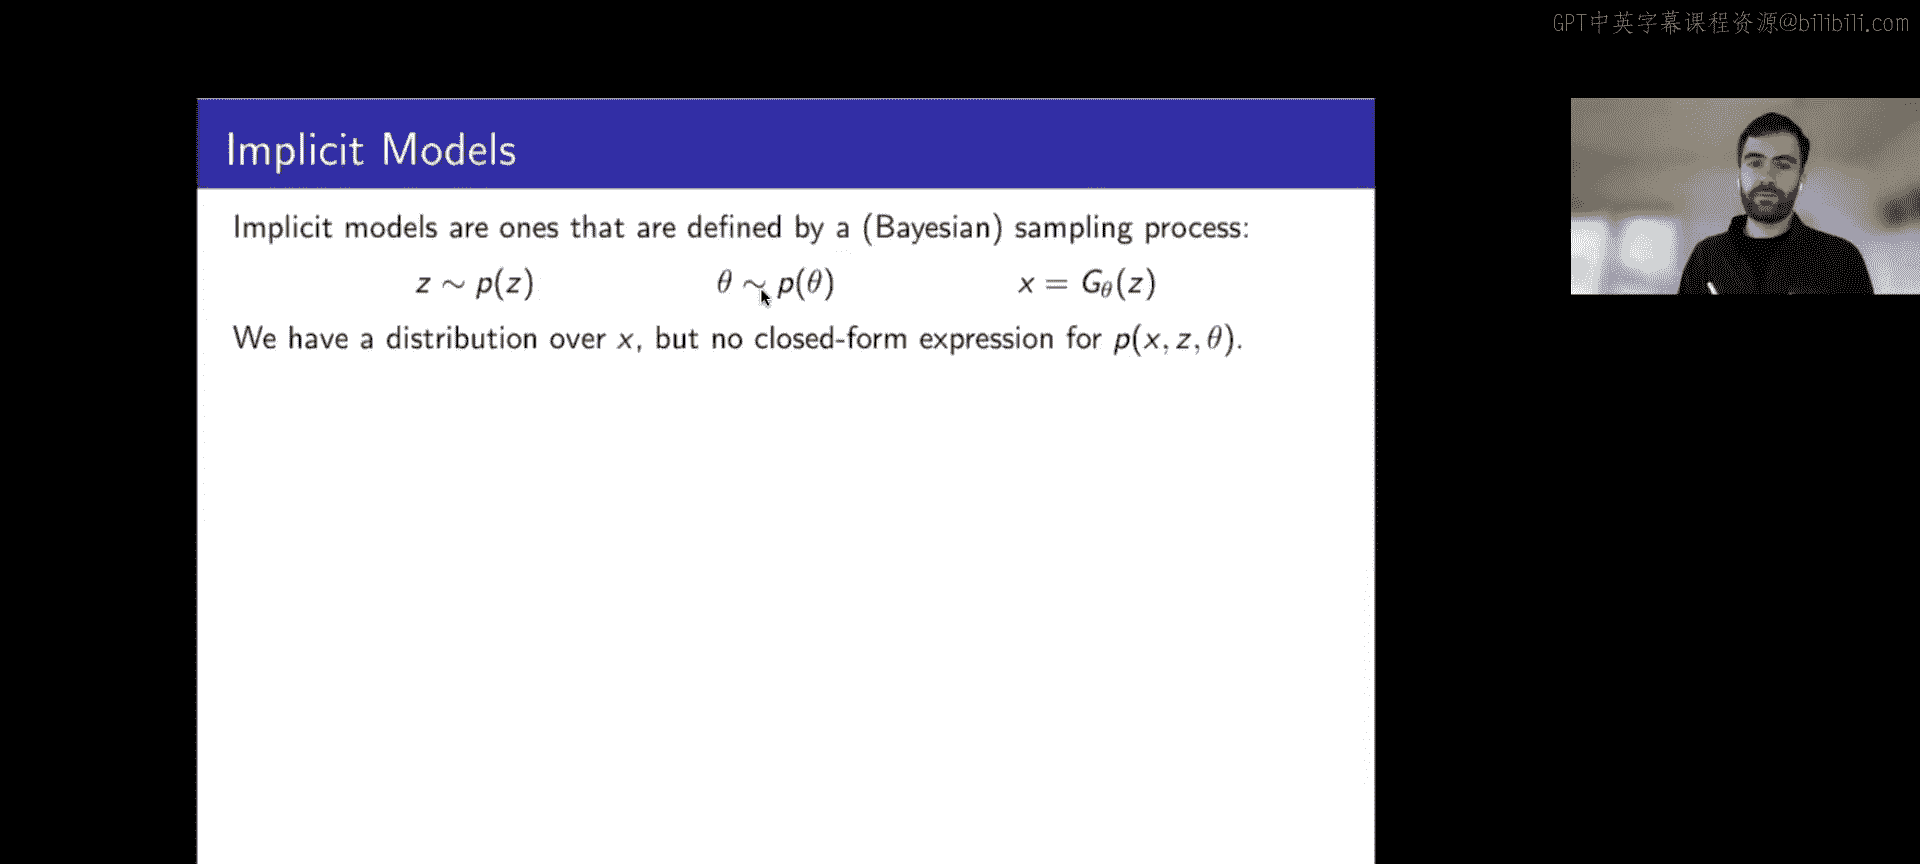 GPT中英字幕课程资源@bilibili.com
Implicit Models
Implicit models are ones that are defined by a (Bayesian) sampling process:
z ∼ p(z) θ ∼ p(θ) x = G_θ(z)
We have a distribution over x, but no closed-form expression for p(x, z, θ).